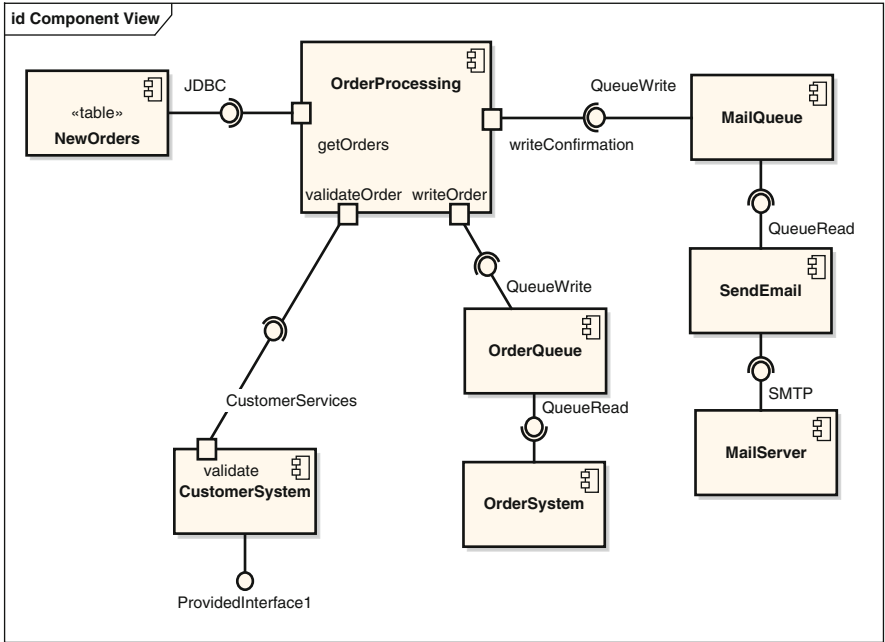 id Component View
«table»
NewOrders
JDBC
OrderProcessing
getOrders
validateOrder
writeOrder
QueueWrite
writeConfirmation
MailQueue
QueueRead
SendEmail
SMTP
MailServer
QueueWrite
OrderQueue
QueueRead
OrderSystem
CustomerServices
validate
CustomerSystem
ProvidedInterface1